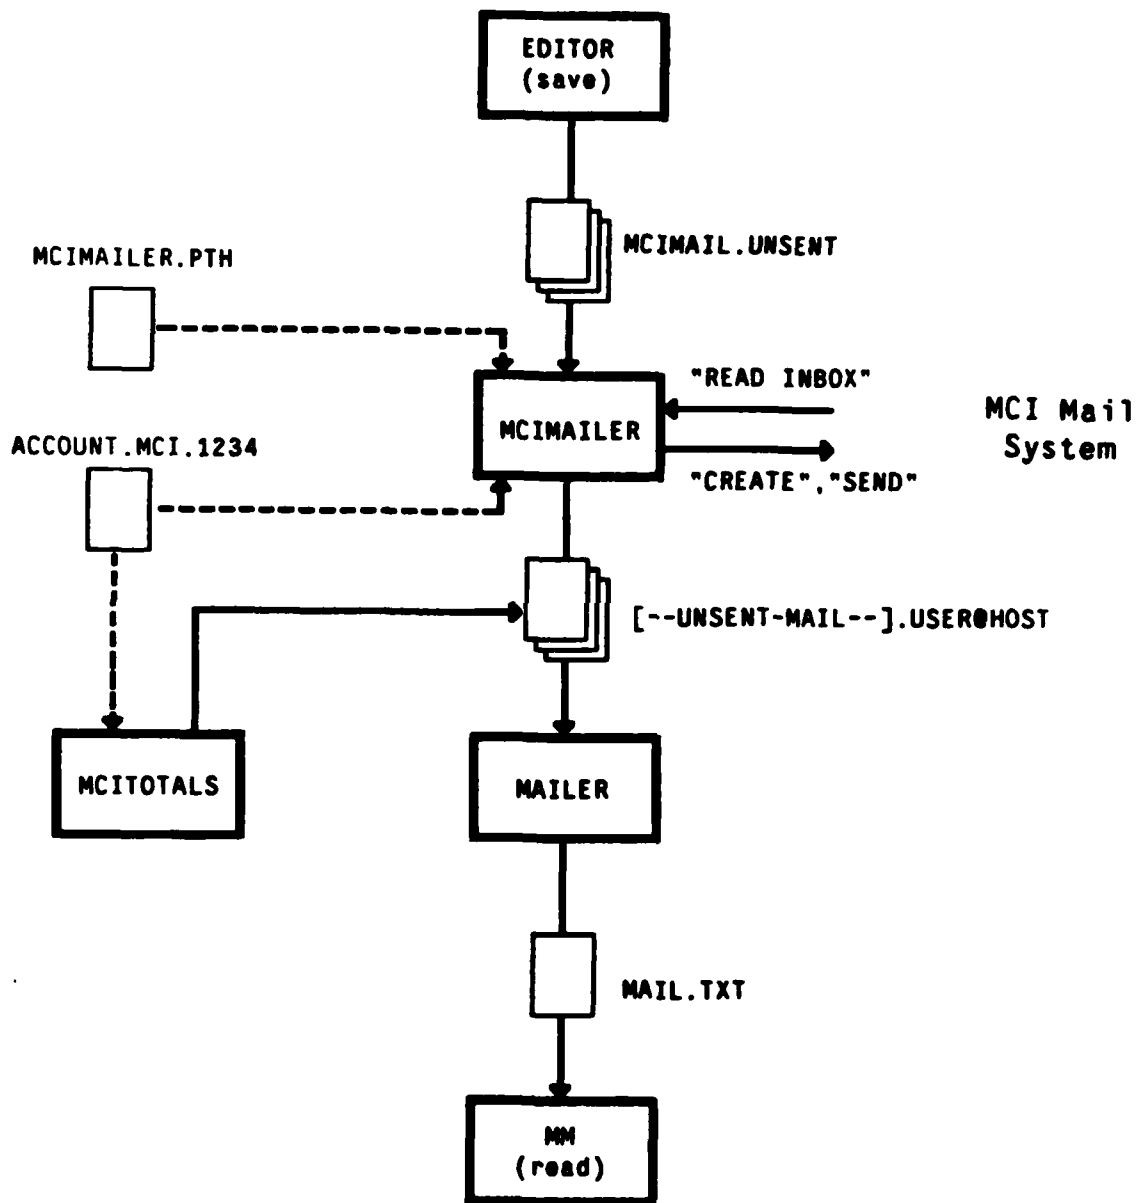 EDITOR
(save)
MCIMAIL.UNSENT
MCIMAILER.PTH
"READ INBOX"
MCI Mail
System
MCIMAILER
ACCOUNT.MCI.1234
"CREATE","SEND"
[--UNSENT-MAIL--].USER@HOST
MCITOTALS
MAILER
MAIL.TXT
MM
(read)